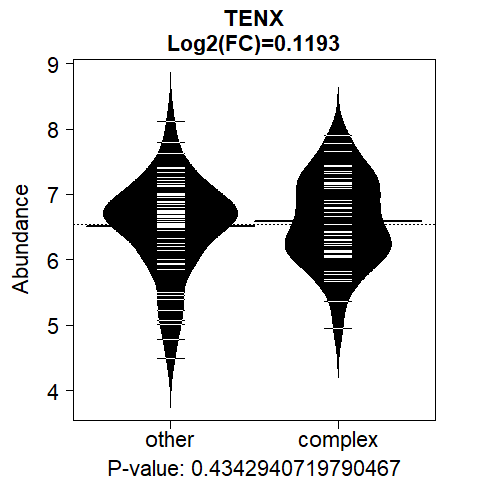 TENX
Log2(FC)=0.1193
Abundance
9
8
7
6
5
4
other complex
P-value: 0.4342940719790467